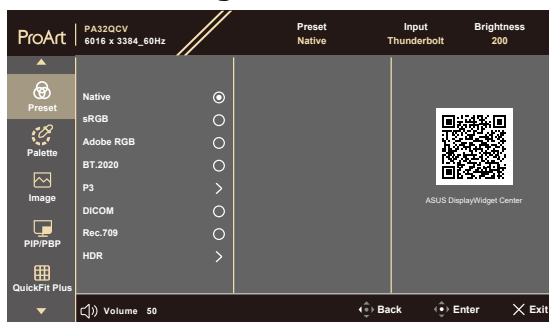 ProArt
PA32QCV
6016 x 3384_60Hz
Preset
Native
Input
Thunderbolt
Brightness
200
Preset
Palette
Image
PIP/PBP
QuickFit Plus
Native
sRGB
Adobe RGB
BT.2020
P3
DICOM
Rec.709
HDR
ASUS DisplayWidget Center
Volume 50
Back
Enter
Exit